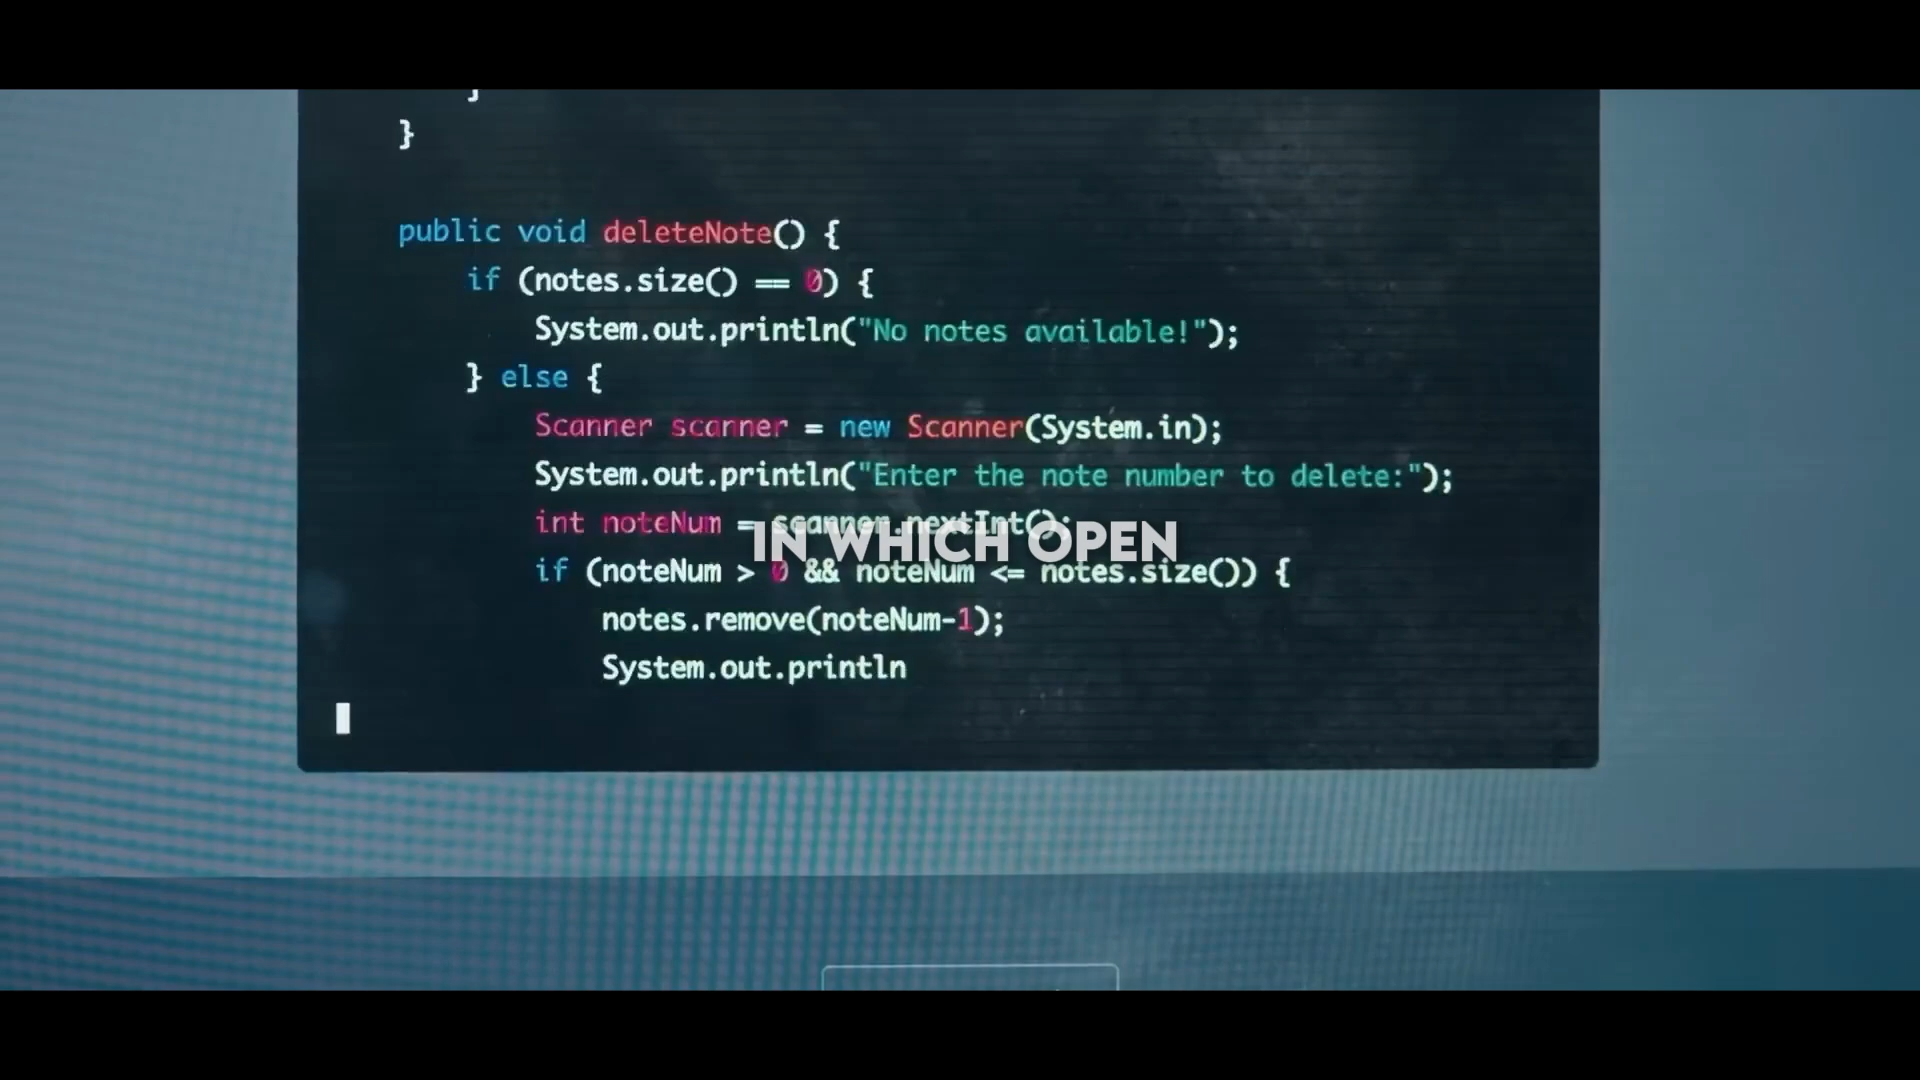 }
}
public void deleteNote() {
if (notes.size() == 0) {
System.out.println("No notes available!");
} else {
Scanner scanner = new Scanner(System.in);
System.out.println("Enter the note number to delete:");
int noteNum = scanner.nextInt();
IN WHICH OPEN
if (noteNum > 0 && noteNum <= notes.size()) {
notes.remove(noteNum-1);
System.out.println